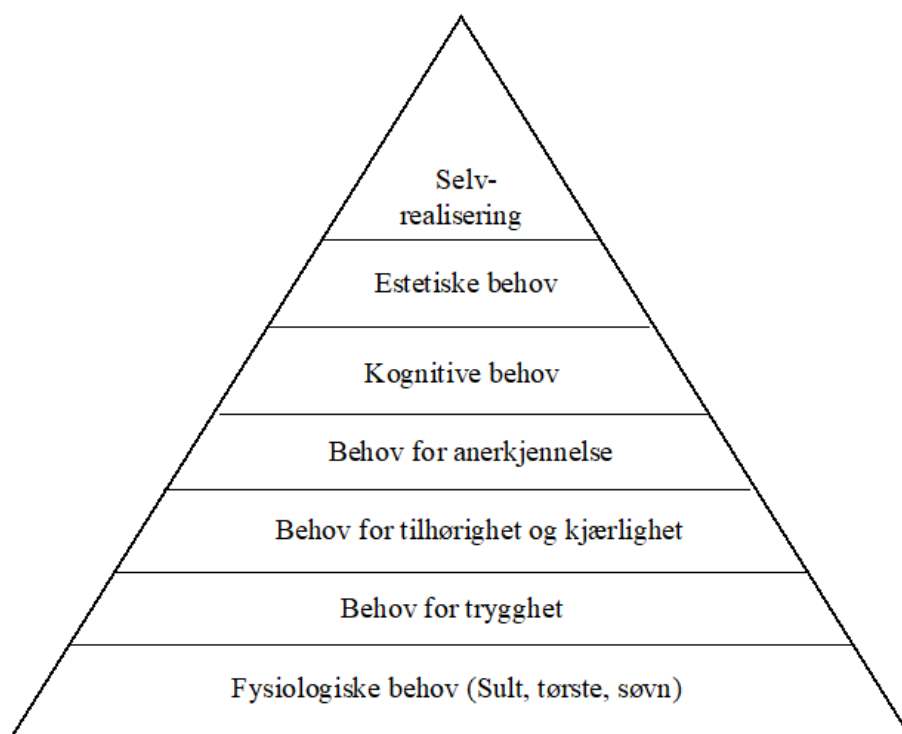 Selv-
realisering
Estetiske behov
Kognitive behov
Behov for anerkjennelse
Behov for tilhørighet og kjærlighet
Behov for trygghet
Fysiologiske behov (Sult, tørste, søvn)